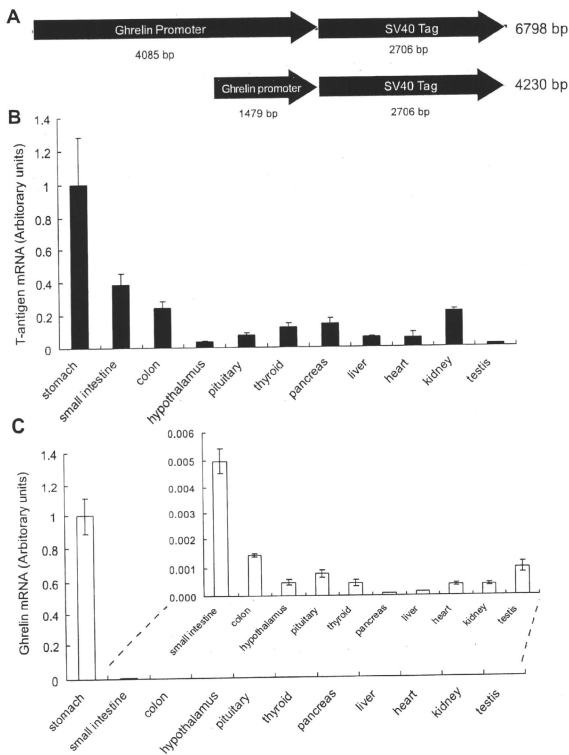 A
Ghrelin Promoter
SV40 Tag
6798 bp
4085 bp
2706 bp
Ghrelin promoter
SV40 Tag
4230 bp
1479 bp
2706 bp
B
T-antigen mRNA (Arbitorary units)
1.4
1.2
1
0.8
0.6
0.4
0.2
0
stomach
small intestine
colon
hypothalamus
pituitary
thyroid
pancreas
liver
heart
kidney
testis
C
Ghrelin mRNA (Arbitorary units)
1.4
1.2
1
0.8
0.6
0.4
0.2
0
0.006
0.005
0.004
0.003
0.002
0.001
0.000
small intestine
colon
hypothalamus
pituitary
thyroid
pancreas
liver
heart
kidney
testis
stomach
small intestine
colon
hypothalamus
pituitary
thyroid
pancreas
liver
heart
kidney
testis